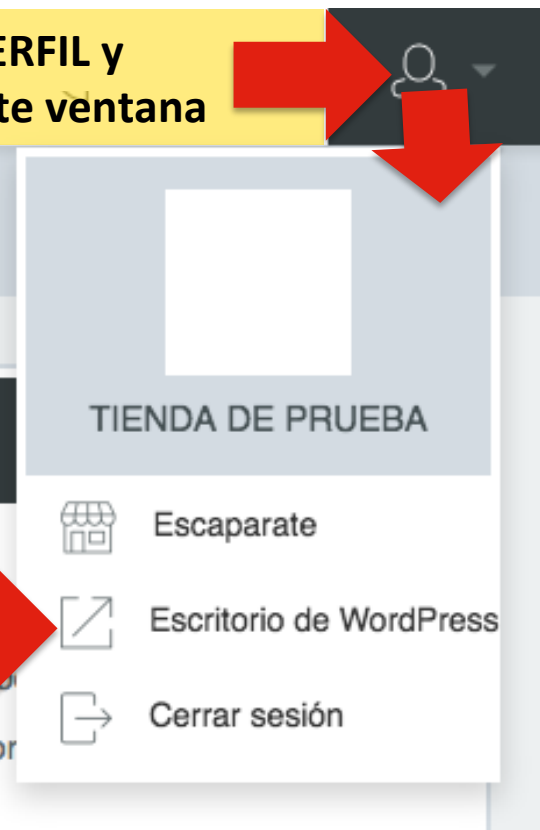 ERFIL y
te ventana
TIENDA DE PRUEBA
Escaparate
Escritorio de WordPress
Cerrar sesión